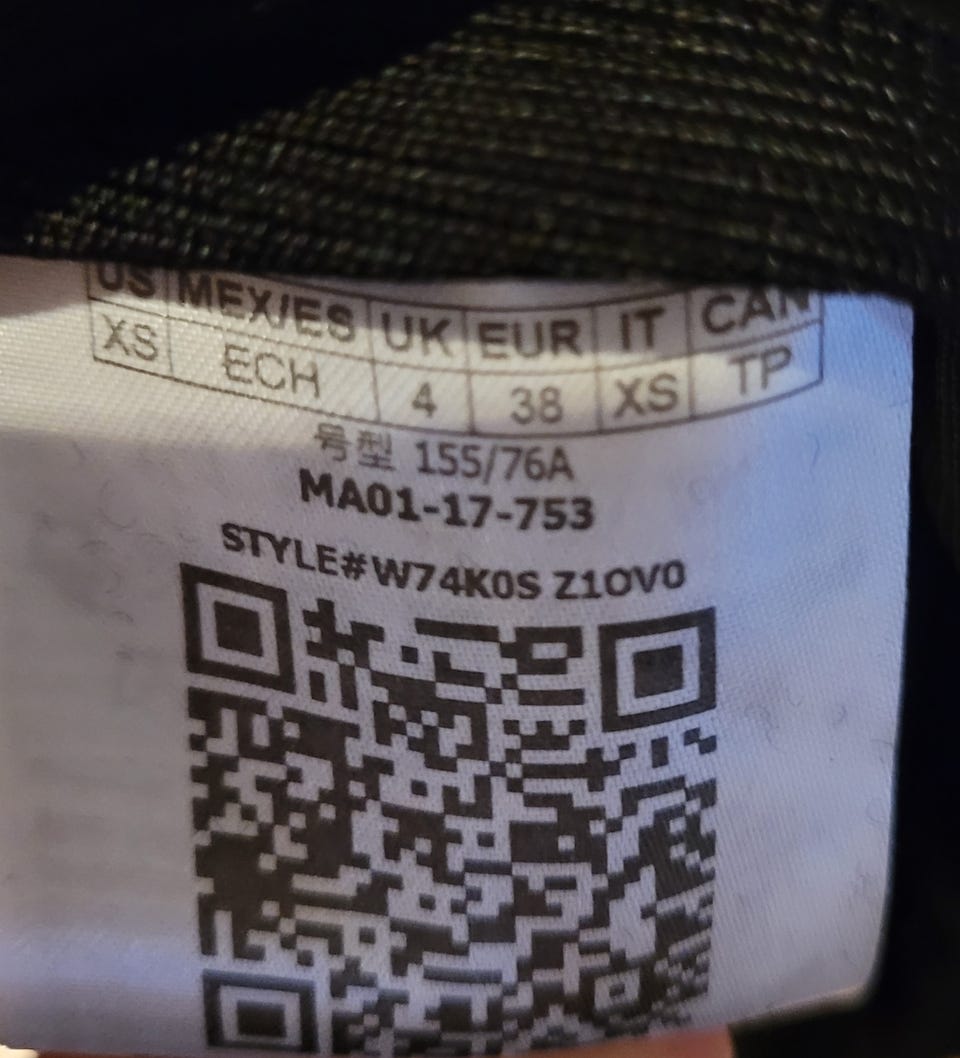 US MEX/ES UK EUR IT CAN
XS ECH 4 38 XS TP
号型 155/76A
MA01-17-753
STYLE#W74K0S Z1OV0